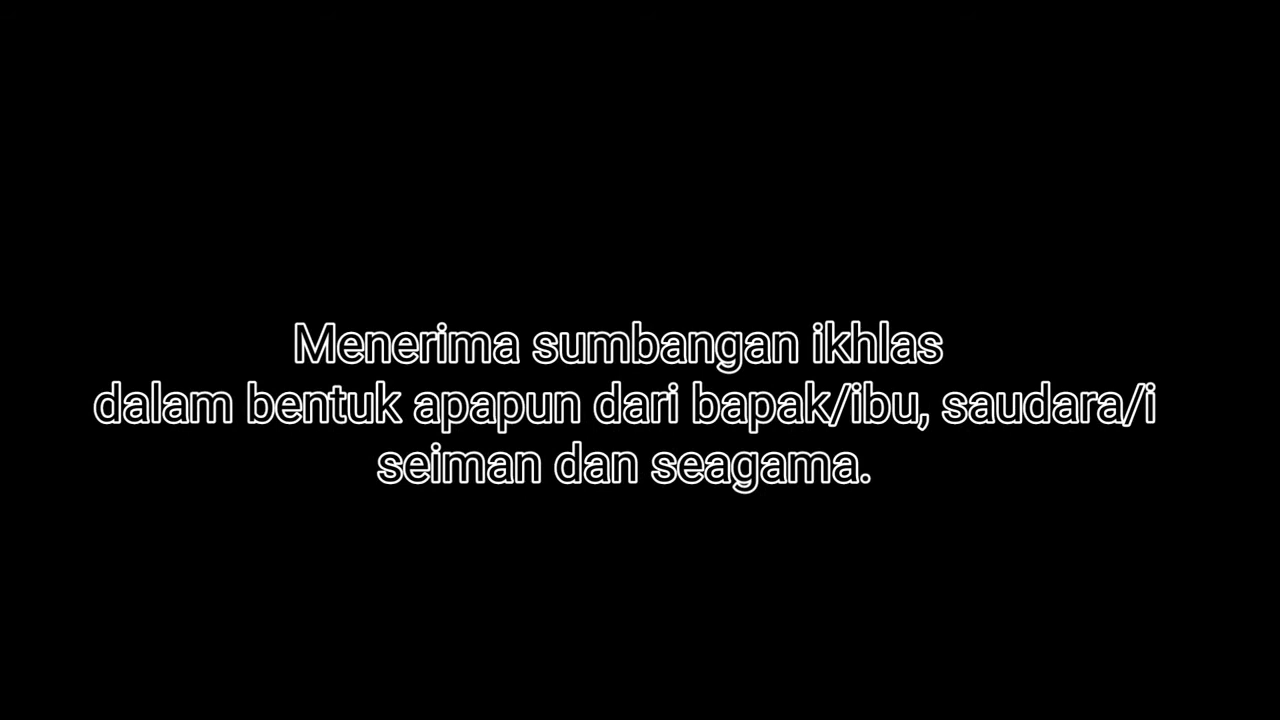 Menerima sumbangan ikhlas
dalam bentuk apapun dari bapak/ibu, saudara/i
seiman dan seagama.